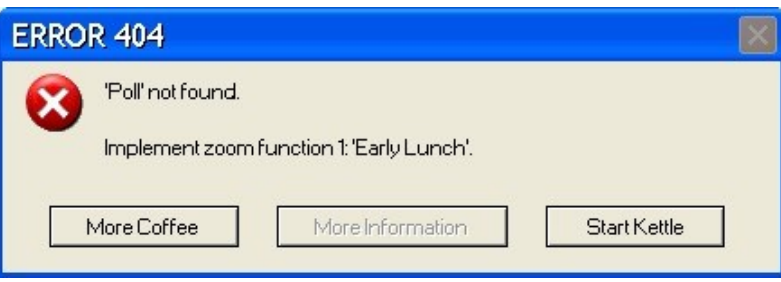 ERROR 404
'Poll' not found.
Implement zoom function 1: 'Early Lunch'.
More Coffee
More Information
Start Kettle